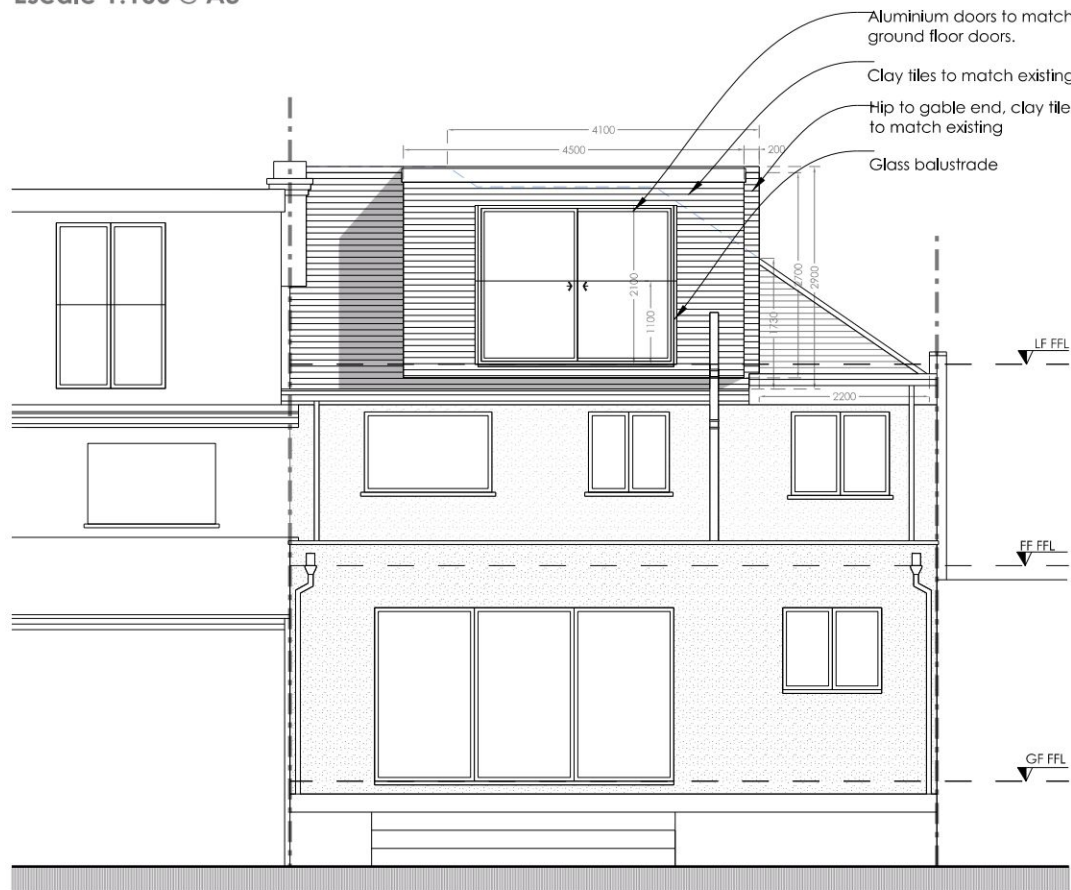 Aluminium doors to match
ground floor doors.
Clay tiles to match existing
Hip to gable end, clay tile
to match existing
Glass balustrade
4100
4500
200
2100
1100
1730
2700
2900
2200
LF FFL
FF FFL
GF FFL